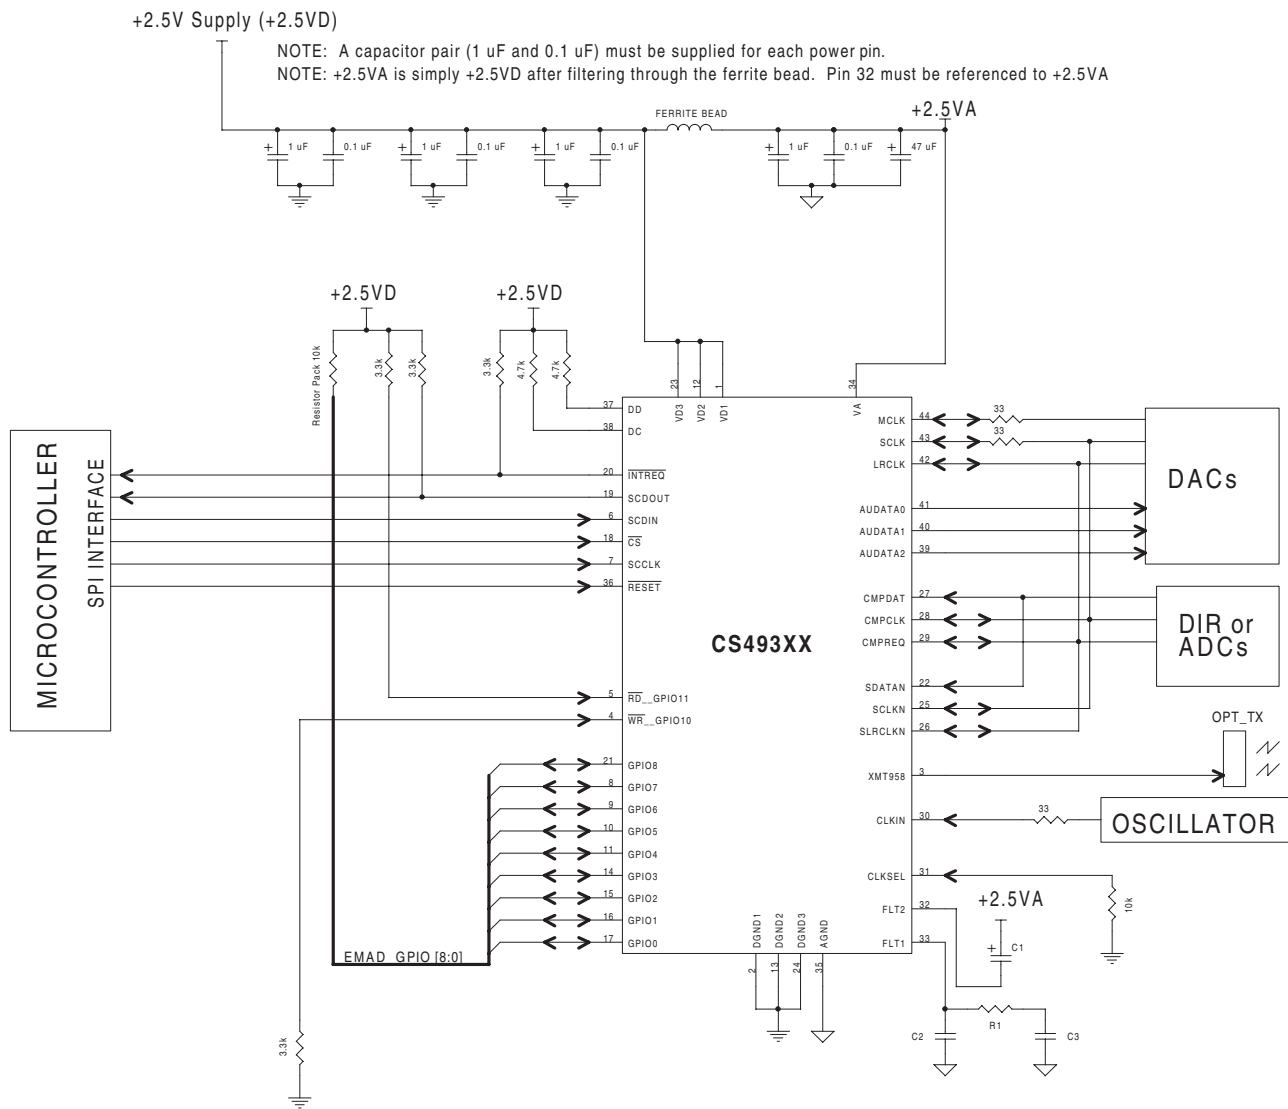 +2.5V Supply (+2.5VD)
NOTE: A capacitor pair (1 uF and 0.1 uF) must be supplied for each power pin.
NOTE: +2.5VA is simply +2.5VD after filtering through the ferrite bead. Pin 32 must be referenced to +2.5VA
FERRITE BEAD
+2.5VA
+ 1 uF
0.1 uF
+ 1 uF
0.1 uF
+ 1 uF
0.1 uF
+ 1 uF
0.1 uF
+ 47 uF
+2.5VD
+2.5VD
Resistor Pack 10k
3.3k
3.3k
3.3k
4.7k
4.7k
23
12
1
34
VD3
VD2
VD1
VA
MICROCONTROLLER
SPI INTERFACE
37 DD
38 DC
20 INTREQ
19 SCDOUT
6 SCDIN
18 CS
7 SCCLK
36 RESET
5 RD__GPIO11
4 WR__GPIO10
21 GPIO8
8 GPIO7
9 GPIO6
10 GPIO5
11 GPIO4
14 GPIO3
15 GPIO2
16 GPIO1
17 GPIO0
EMAD_GPIO[8:0]
3.3k
CS493XX
MCLK 44
33
SCLK 43
33
LRCLK 42
AUDATA0 41
AUDATA1 40
AUDATA2 39
DACs
CMPDAT 27
CMPCLK 28
CMPREQ 29
DIR or
ADCs
SDATAN 22
SCLKN 25
SLRCLKN 26
OPT_TX
XMT958 3
CLKIN 30
33
OSCILLATOR
CLKSEL 31
10k
FLT2 32
+2.5VA
+ C1
FLT1 33
C2
R1
C3
DGND1
DGND2
DGND3
AGND
2
13
24
35